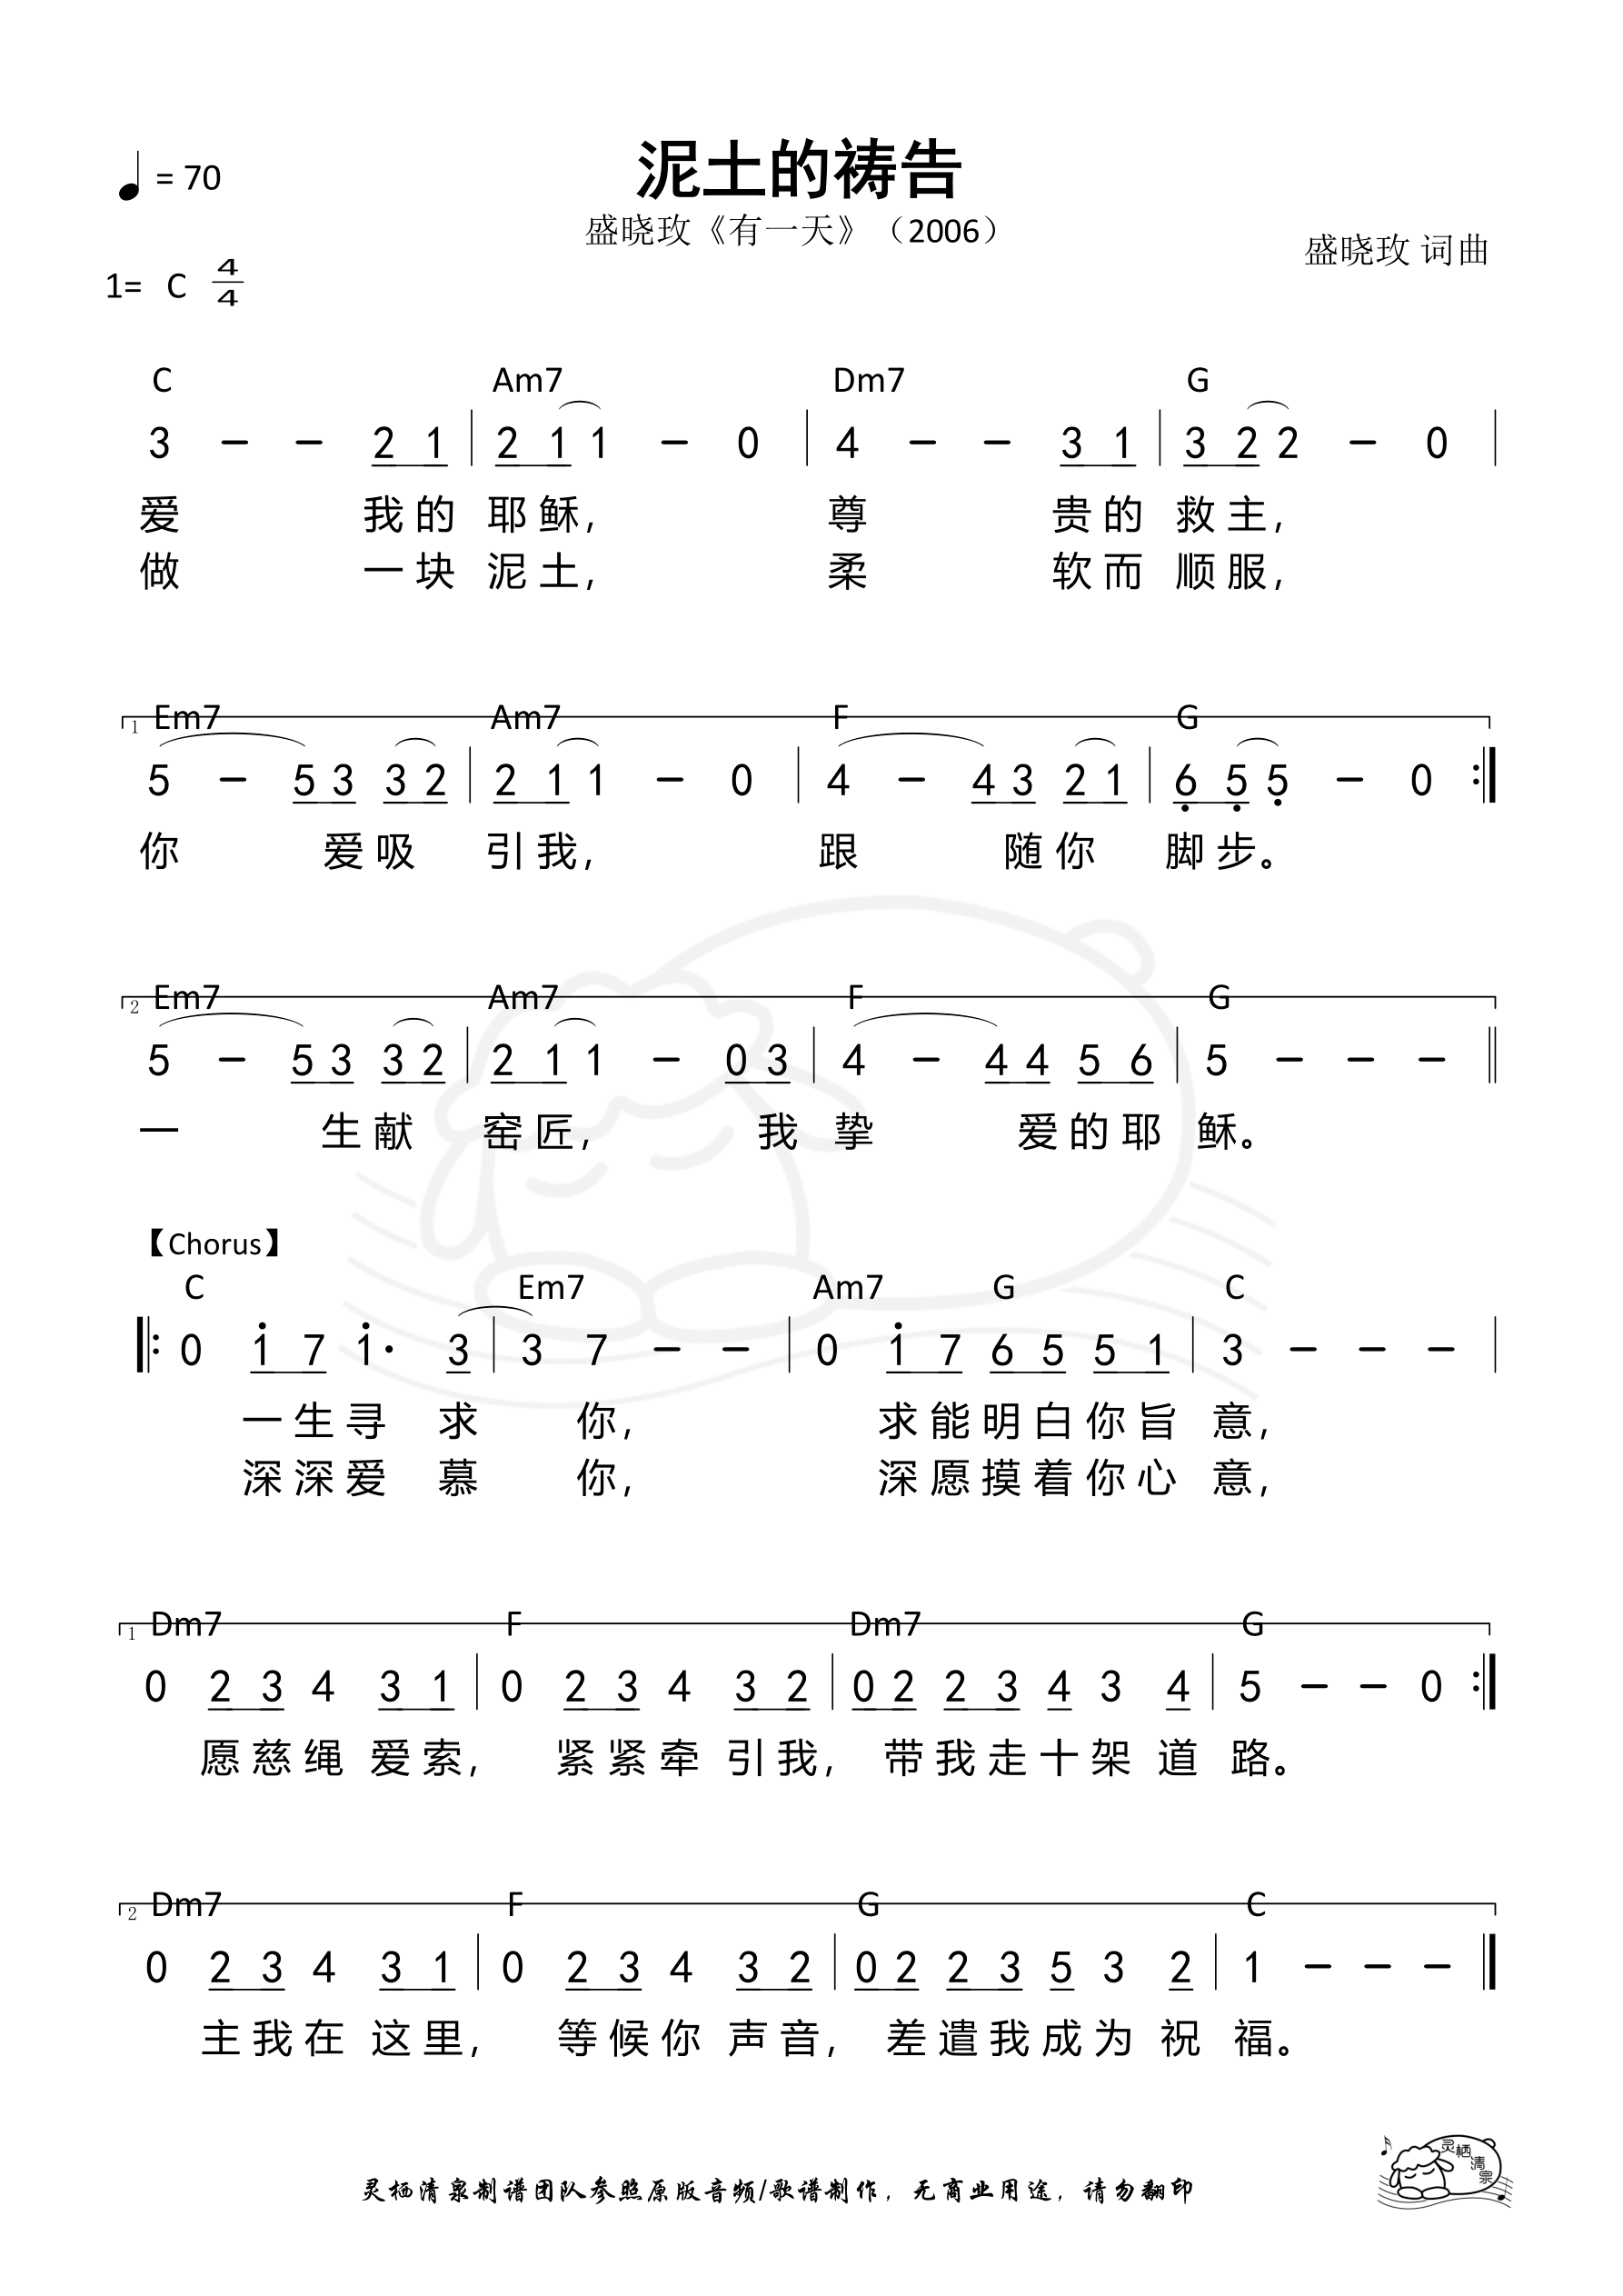 泥土的祷告
♩ = 70
盛晓玫《有一天》（2006）
盛晓玫 词曲
1= C 4/4
C Am7 Dm7 G
3 – – 2 1 | 2 1 1 – 0 | 4 – – 3 1 | 3 2 2 – 0 |
爱 我的 耶稣， 尊 贵的 救主，
做 一块 泥土， 柔 软而 顺服，
1 Em7 Am7 F G
5 – 5 3 3 2 | 2 1 1 – 0 | 4 – 4 3 2 1 | 6̣ 5̣ 5̣ – 0 :‖
你 爱吸 引我， 跟 随你 脚步。
2 Em7 Am7 F G
5 – 5 3 3 2 | 2 1 1 – 0 3 | 4 – 4 4 5 6 | 5 – – – ‖
一 生献 窑匠， 我 挚 爱的耶 稣。
【Chorus】
C Em7 Am7 G C
‖: 0 1̇ 7 1̇· 3 | 3 7 – – | 0 1̇ 7 6 5 5 1 | 3 – – – |
一生寻 求 你， 求能明白你旨 意，
深深爱 慕 你， 深愿摸着你心 意，
1 Dm7 F Dm7 G
0 2 3 4 3 1 | 0 2 3 4 3 2 | 0 2 2 3 4 3 4 | 5 – – 0 :‖
愿慈绳 爱索， 紧紧牵 引我， 带我走十架 道 路。
2 Dm7 F G C
0 2 3 4 3 1 | 0 2 3 4 3 2 | 0 2 2 3 5 3 2 | 1 – – – ‖
主我在 这里， 等候你 声音， 差遣我成为 祝 福。
灵栖清泉制谱团队参照原版音频/歌谱制作，无商业用途，请勿翻印
灵栖清泉